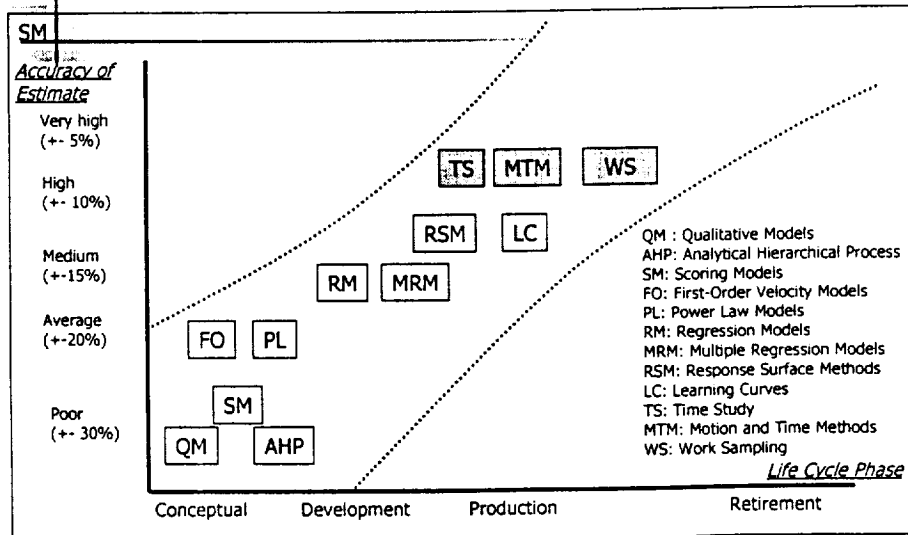 SM
Accuracy of
Estimate
Very high
(+- 5%)
High
(+- 10%)
Medium
(+-15%)
Average
(+-20%)
Poor
(+- 30%)
TS
MTM
WS
RSM
LC
RM
MRM
FO
PL
SM
QM
AHP
QM : Qualitative Models
AHP: Analytical Hierarchical Process
SM: Scoring Models
FO: First-Order Velocity Models
PL: Power Law Models
RM: Regression Models
MRM: Multiple Regression Models
RSM: Response Surface Methods
LC: Learning Curves
TS: Time Study
MTM: Motion and Time Methods
WS: Work Sampling
Life Cycle Phase
Conceptual
Development
Production
Retirement